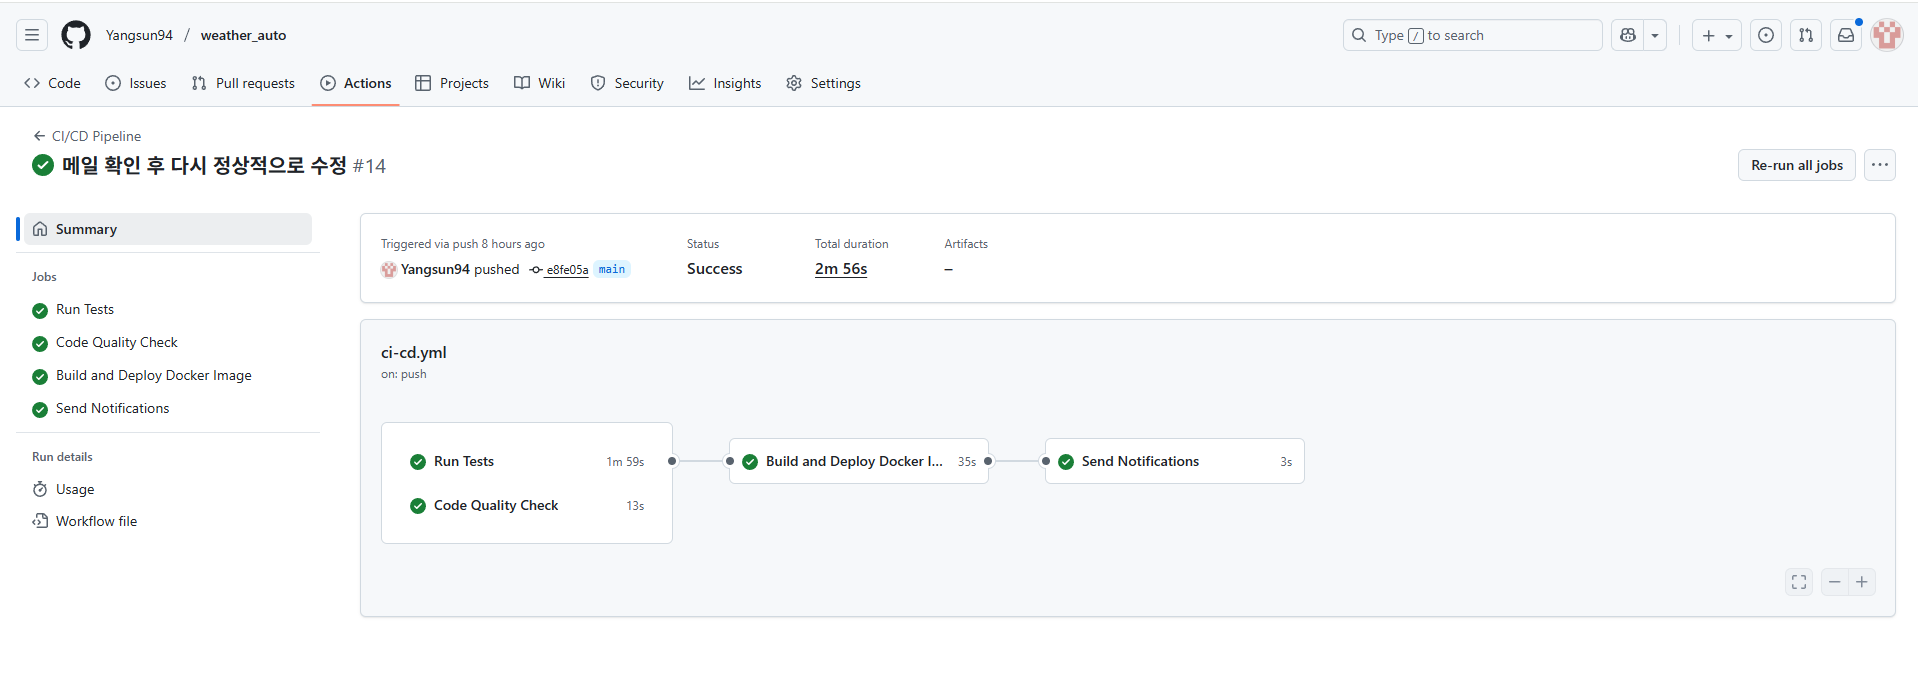 Yangsun94 / weather_auto
Type / to search
Code Issues Pull requests Actions Projects Wiki Security Insights Settings
CI/CD Pipeline
메일 확인 후 다시 정상적으로 수정 #14
Re-run all jobs
Summary
Jobs
Run Tests
Code Quality Check
Build and Deploy Docker Image
Send Notifications
Run details
Usage
Workflow file
Triggered via push 8 hours ago
Yangsun94 pushed e8fe05a main
Status
Success
Total duration
2m 56s
Artifacts
–
ci-cd.yml
on: push
Run Tests 1m 59s
Code Quality Check 13s
Build and Deploy Docker I... 35s
Send Notifications 3s